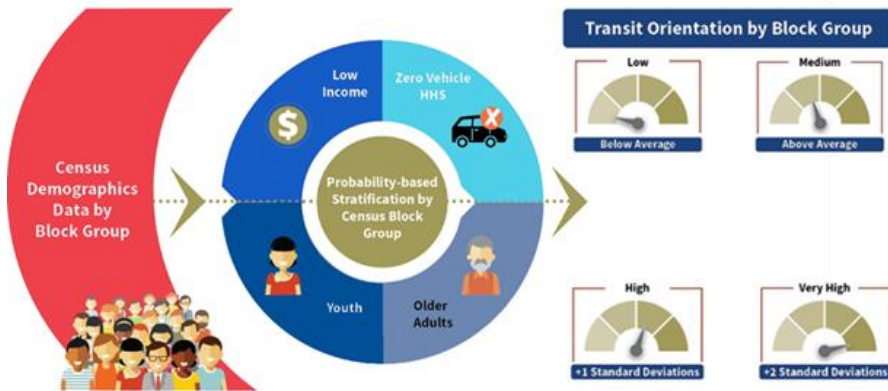 Census
Demographics
Data by
Block Group
Low
Income
$
Zero Vehicle
HHS
X
Probability-based
Stratification by
Census Block
Group
Youth
Older
Adults
Transit Orientation by Block Group
Low
Below Average
Medium
Above Average
High
+1 Standard Deviations
Very High
+2 Standard Deviations